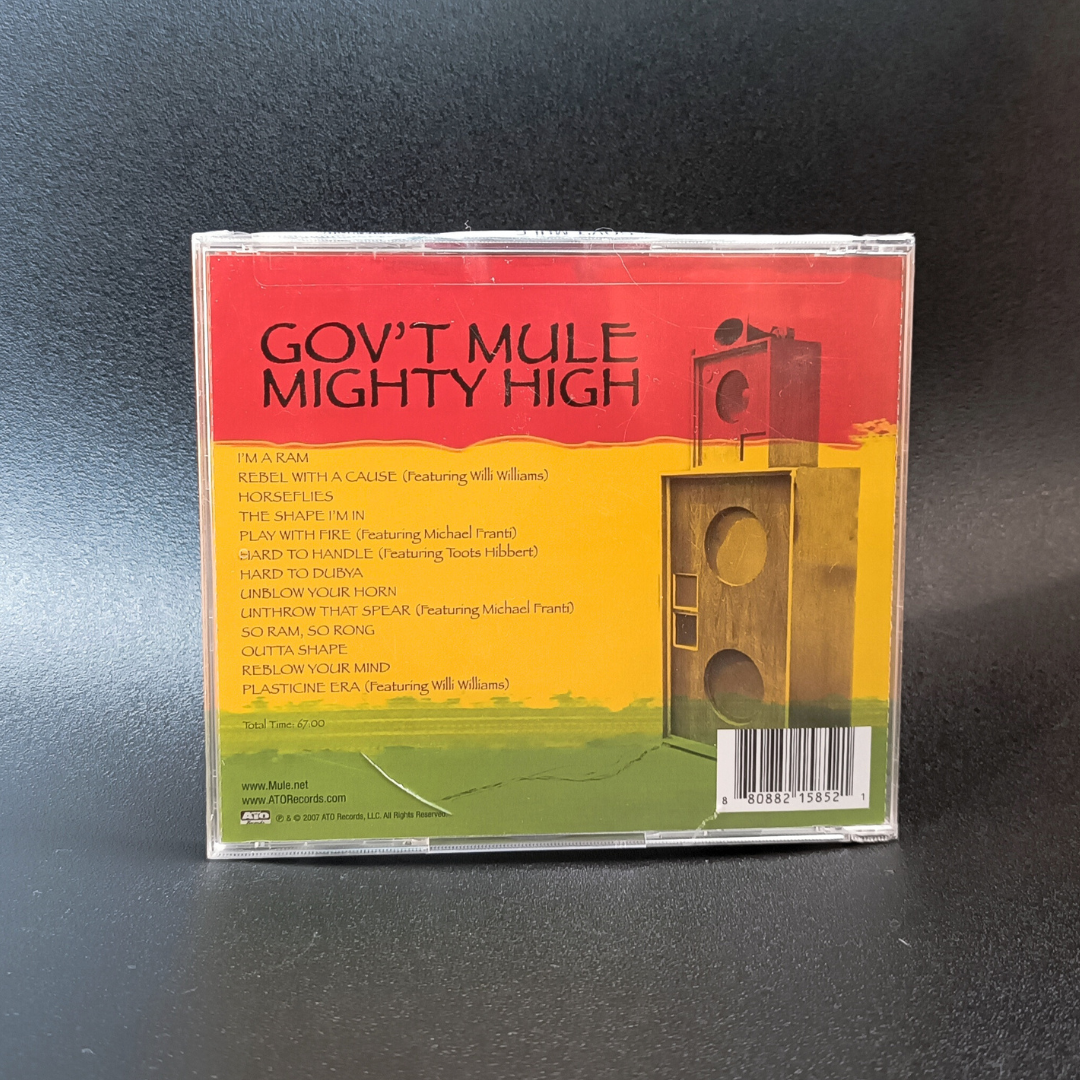 GOV'T MULE
MIGHTY HIGH
I'M A RAM
REBEL WITH A CAUSE (Featuring Willi Williams)
HORSEFLIES
THE SHAPE I'M IN
PLAY WITH FIRE (Featuring Michael Franti)
HARD TO HANDLE (Featuring Toots Hibbert)
HARD TO DUBYA
UNBLOW YOUR HORN
UNTHROW THAT SPEAR (Featuring Michael Franti)
SO RAM, SO RONG
OUTTA SHAPE
REBLOW YOUR MIND
PLASTICINE ERA (Featuring Willi Williams)
Total Time: 67:00
www.Mule.net
www.ATORecords.com
ATO ℗ & © 2007 ATO Records, LLC. All Rights Reserved.
8 80882 15852 1